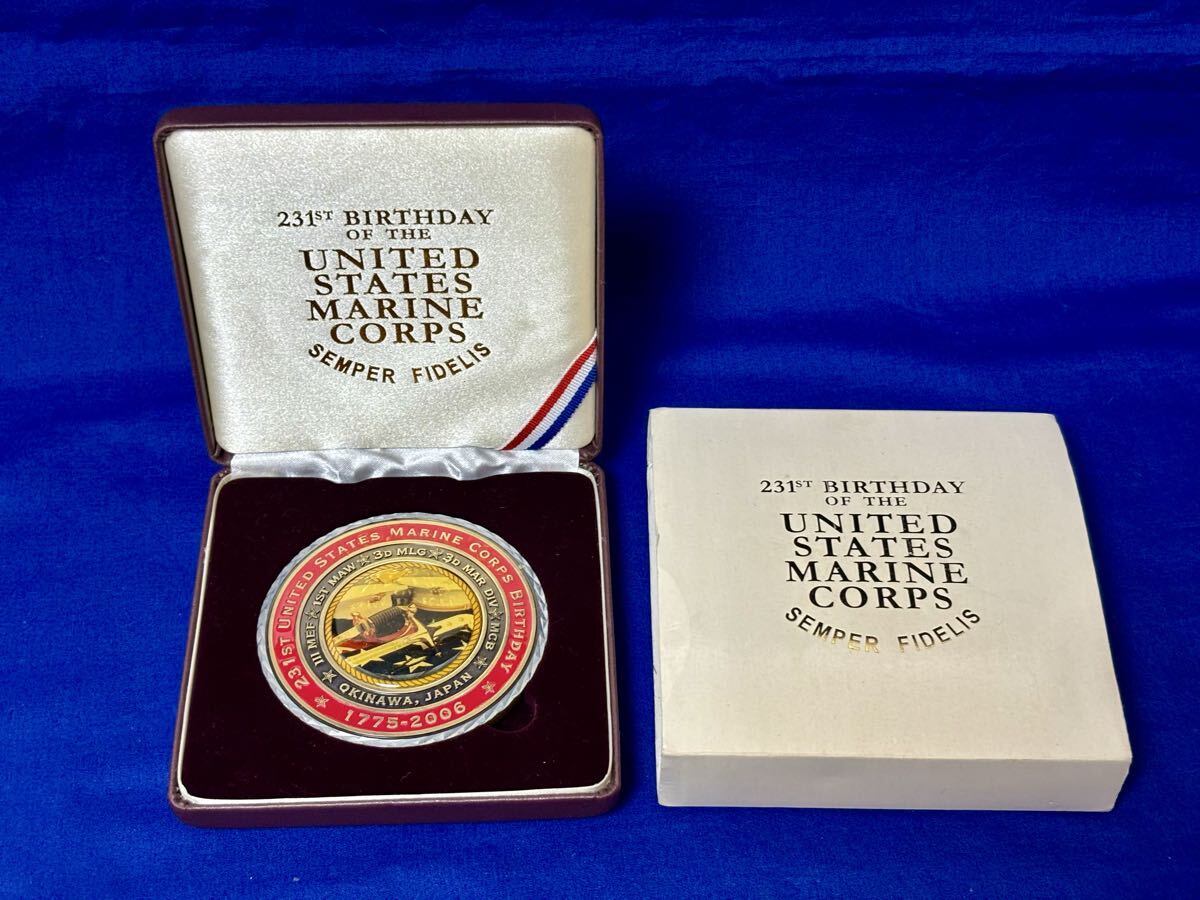 231ST BIRTHDAY
OF THE
UNITED
STATES
MARINE
CORPS
SEMPER FIDELIS
231ST UNITED STATES MARINE CORPS BIRTHDAY
1775-2006
III MEF ★ 1ST MAW ★ 3D MLG ★ 3D MAR DIV ★ MCB
OKINAWA, JAPAN
231ST BIRTHDAY
OF THE
UNITED
STATES
MARINE
CORPS
SEMPER FIDELIS